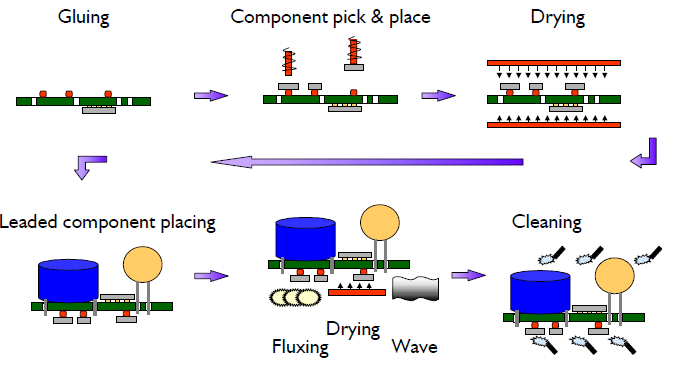 Gluing
Component pick & place
Drying
Leaded component placing
Cleaning
Drying
Fluxing
Wave